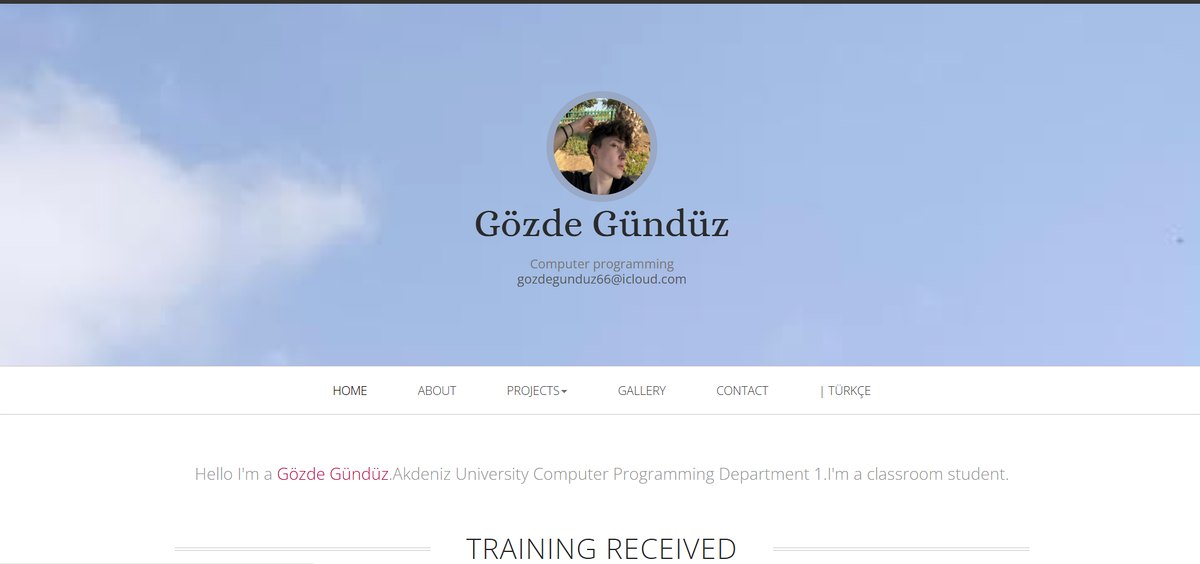 Gözde Gündüz
Computer programming
gozdegunduz66@icloud.com
HOME ABOUT PROJECTS GALLERY CONTACT | TÜRKÇE
Hello I'm a Gözde Gündüz.Akdeniz University Computer Programming Department 1.I'm a classroom student.
TRAINING RECEIVED